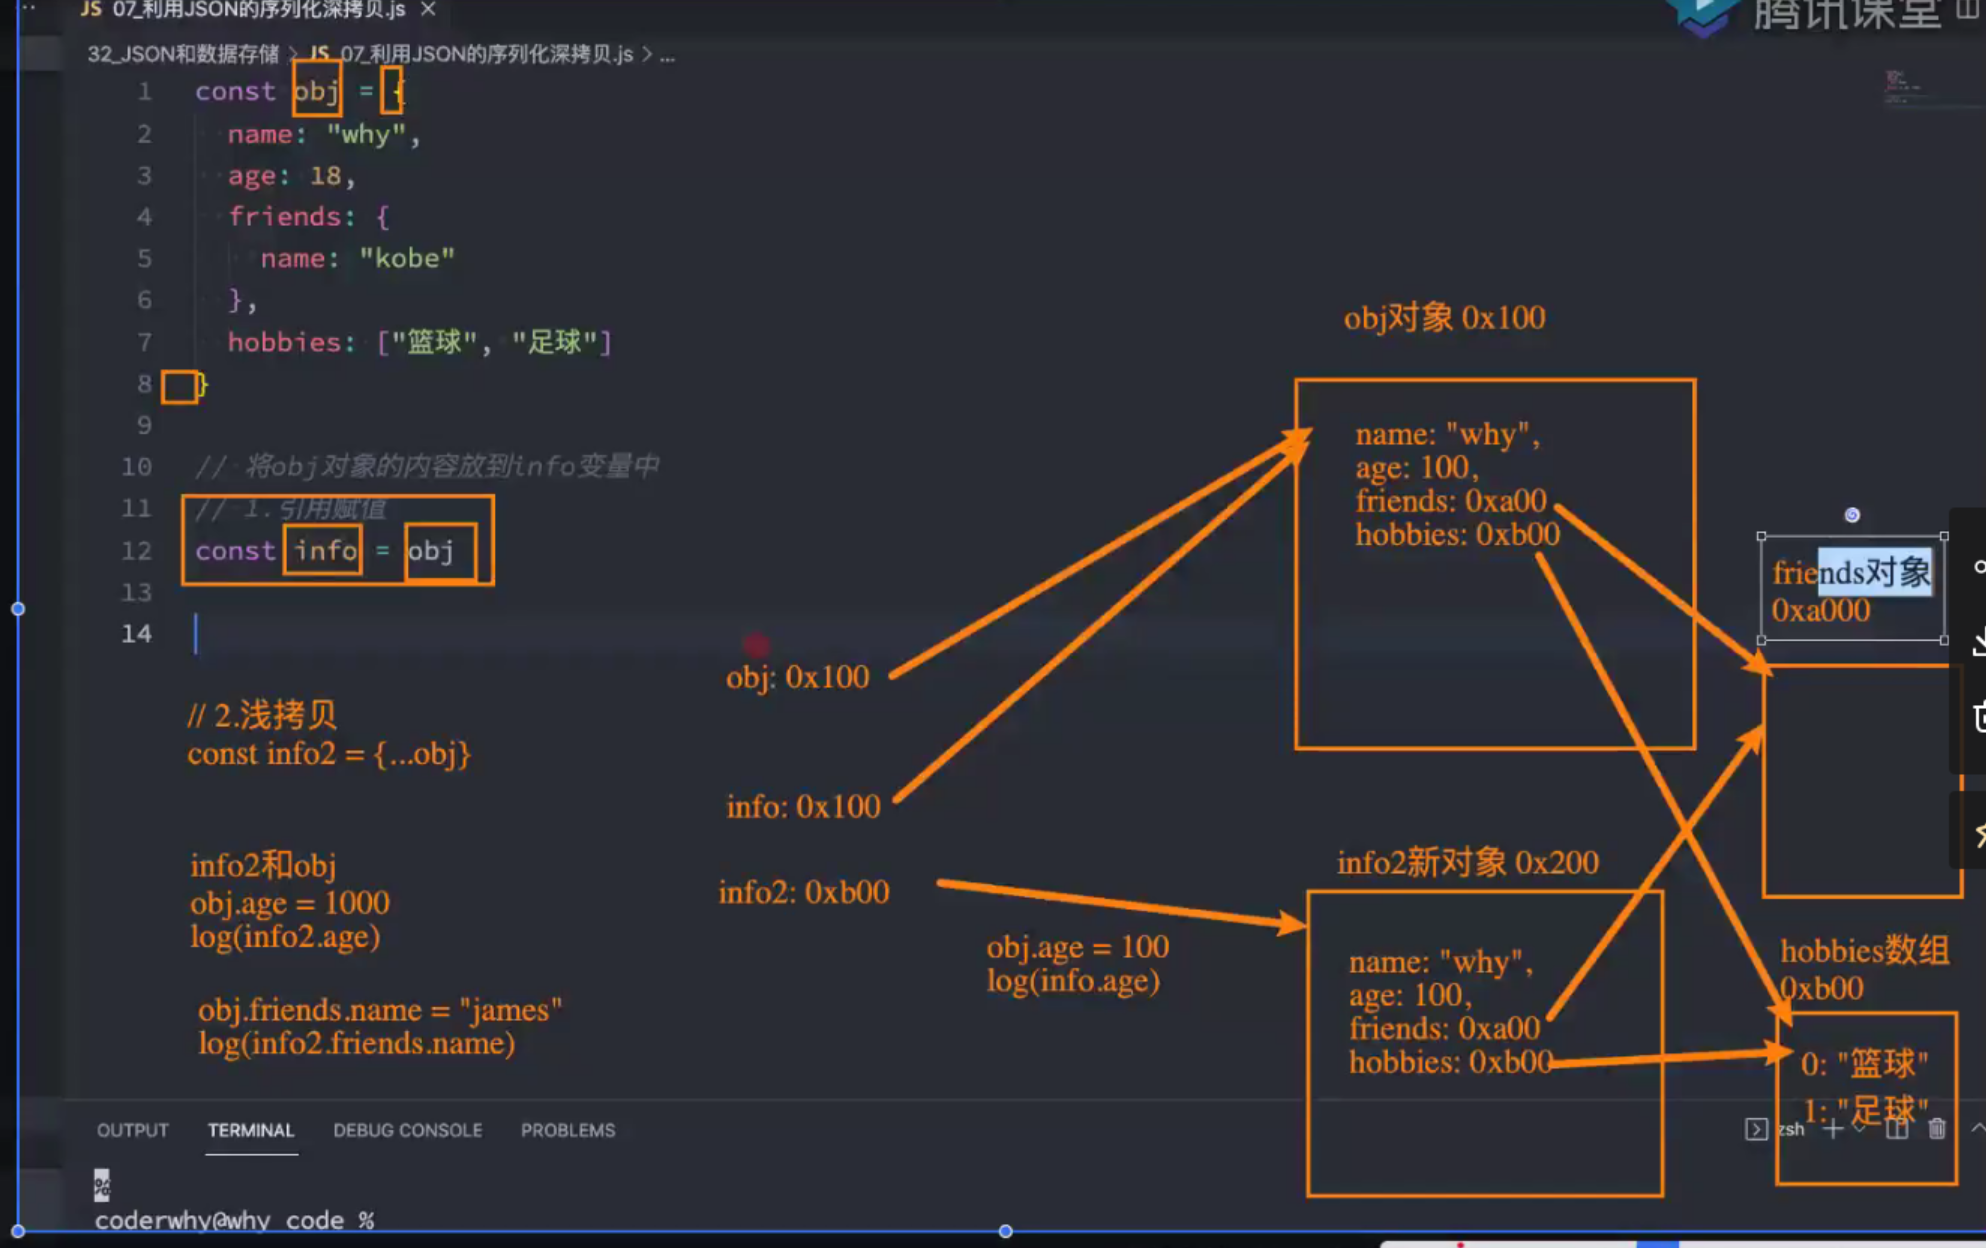 JS 07_利用JSON的序列化深拷贝.js ×
腾讯课堂
32_JSON和数据存储 > JS 07_利用JSON的序列化深拷贝.js > ...
1 const obj = {
2 name: "why",
3 age: 18,
4 friends: {
5 name: "kobe"
6 },
7 hobbies: ["篮球", "足球"]
8 }
9
10 // 将obj对象的内容放到info变量中
11 // 1.引用赋值
12 const info = obj
13
14
// 2.浅拷贝
const info2 = {...obj}
info2和obj
obj.age = 1000
log(info2.age)
obj.friends.name = "james"
log(info2.friends.name)
obj: 0x100
info: 0x100
info2: 0xb00
obj.age = 100
log(info.age)
obj对象 0x100
name: "why",
age: 100,
friends: 0xa00
hobbies: 0xb00
friends对象
0xa000
info2新对象 0x200
name: "why",
age: 100,
friends: 0xa00
hobbies: 0xb00
hobbies数组
0xb00
0: "篮球"
1: "足球"
OUTPUT TERMINAL DEBUG CONSOLE PROBLEMS
zsh
%
coderwhy@why code %